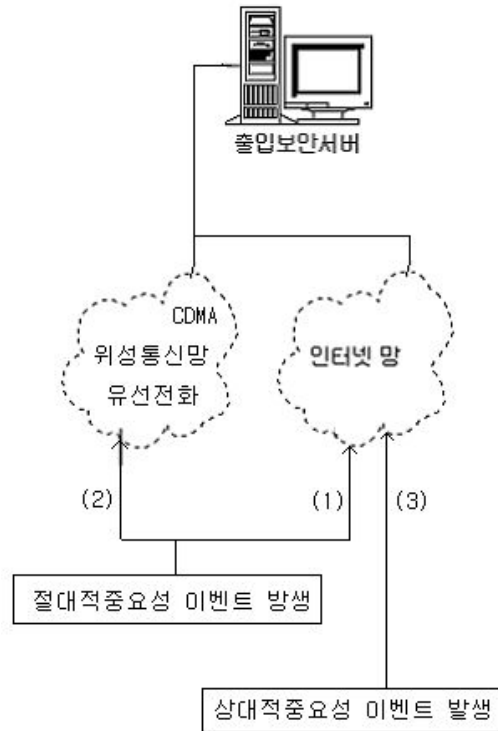 출입보안서버
CDMA
위성통신망
유선전화
인터넷 망
(2)
(1)
(3)
절대적중요성 이벤트 방생
상대적중요성 이벤트 발생